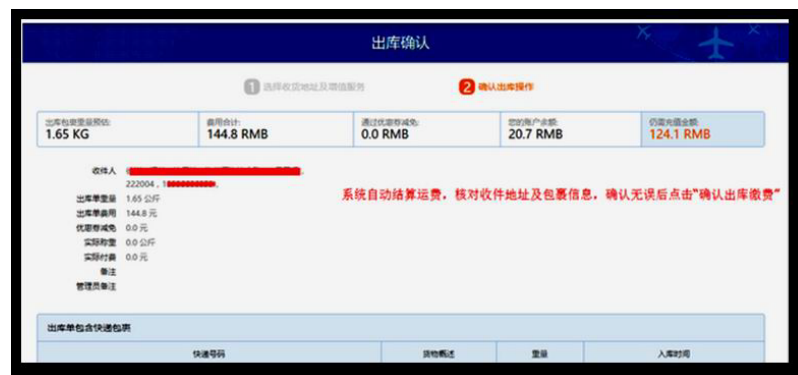 出库确认
1 选择收货地址及增值服务
2 确认出库操作
出库包裹重量预估:
1.65 KG
费用合计:
144.8 RMB
通过优惠券减免:
0.0 RMB
您的账户余额:
20.7 RMB
仍需充值金额:
124.1 RMB
收件人
222004 , 1
出库单重量 1.65 公斤
出库单费用 144.8 元
优惠券减免 0.0 元
实际称重 0.0 公斤
实际付费 0.0 元
备注
管理员备注
系统自动结算运费，核对收件地址及包裹信息，确认无误后点击“确认出库缴费”
出库单包含快递包裹
快递号码 货物概述 重量 入库时间